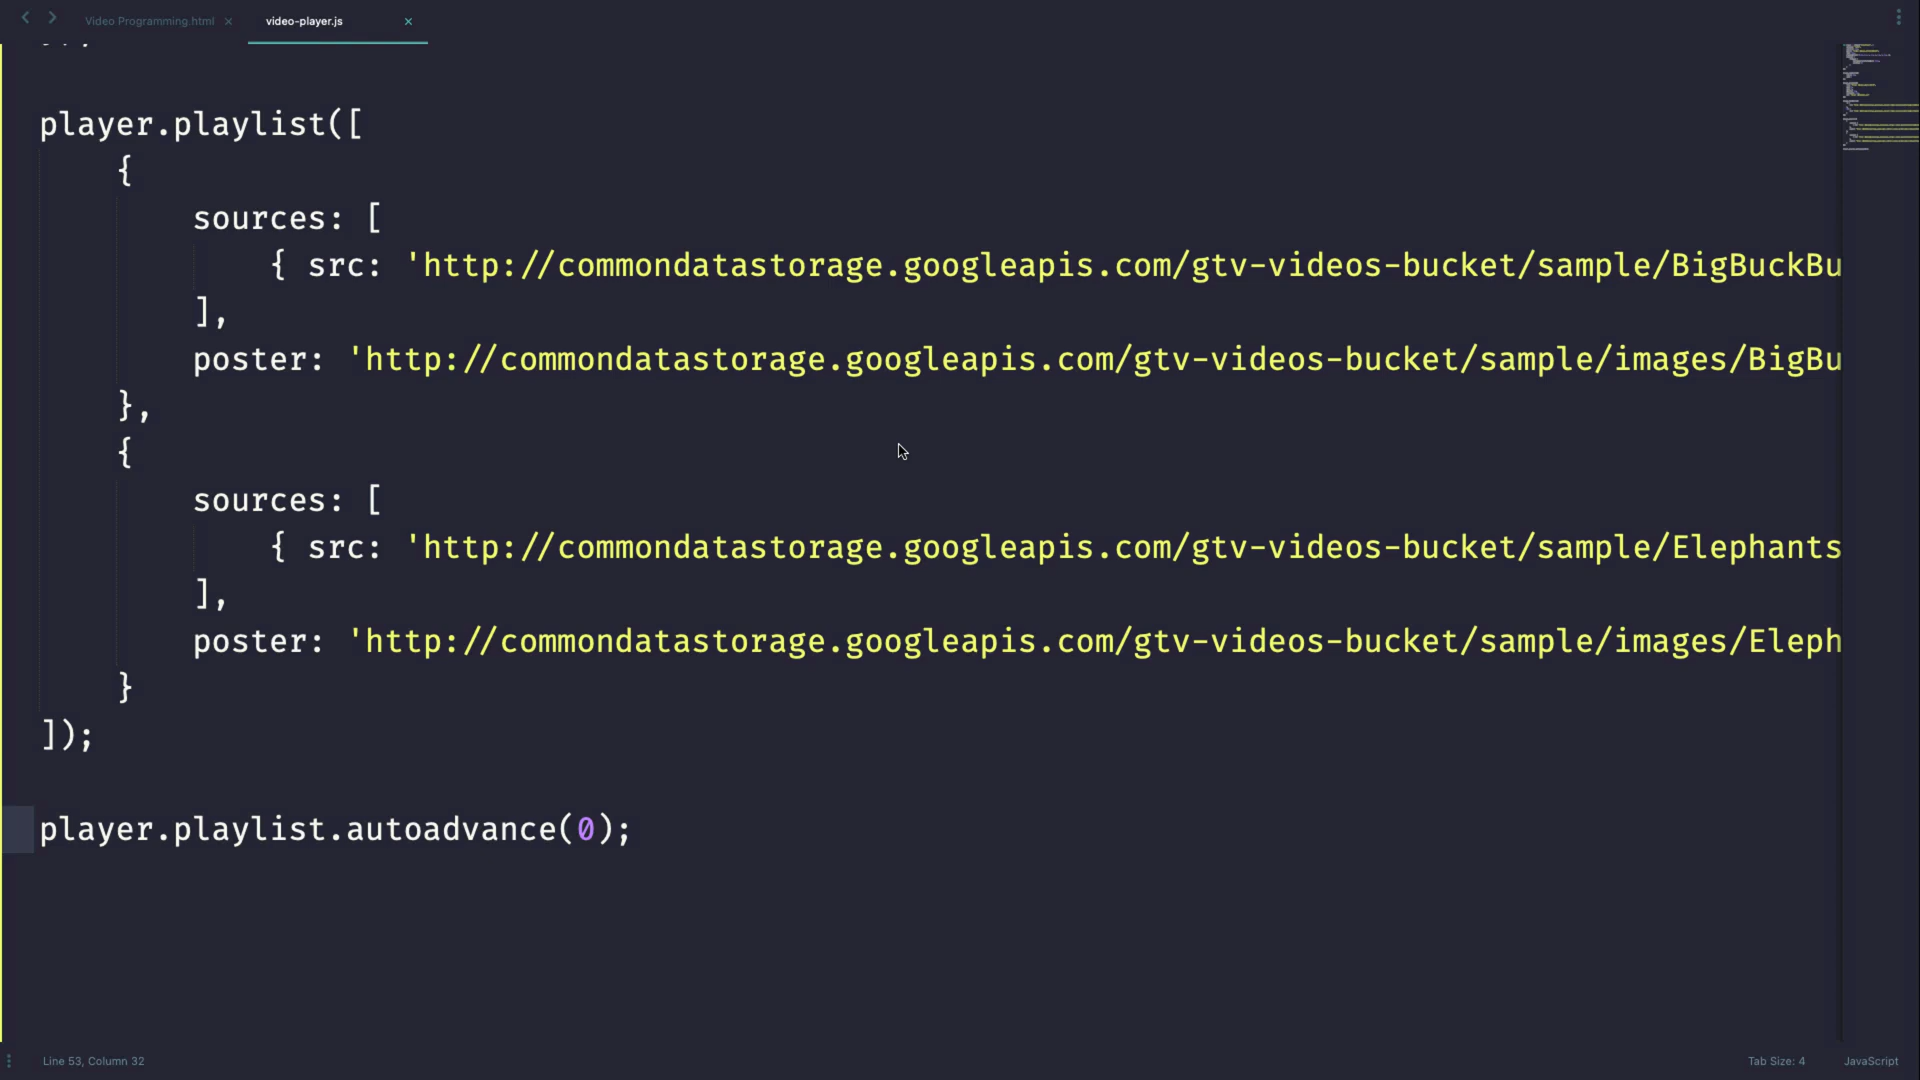 Video Programming.html
video-player.js
player.playlist([
{
sources: [
{ src: 'http://commondatastorage.googleapis.com/gtv-videos-bucket/sample/BigBuckBu
],
poster: 'http://commondatastorage.googleapis.com/gtv-videos-bucket/sample/images/BigBu
},
{
sources: [
{ src: 'http://commondatastorage.googleapis.com/gtv-videos-bucket/sample/Elephants
],
poster: 'http://commondatastorage.googleapis.com/gtv-videos-bucket/sample/images/Eleph
}
]);
player.playlist.autoadvance(0);
Line 53, Column 32
Tab Size: 4
JavaScript